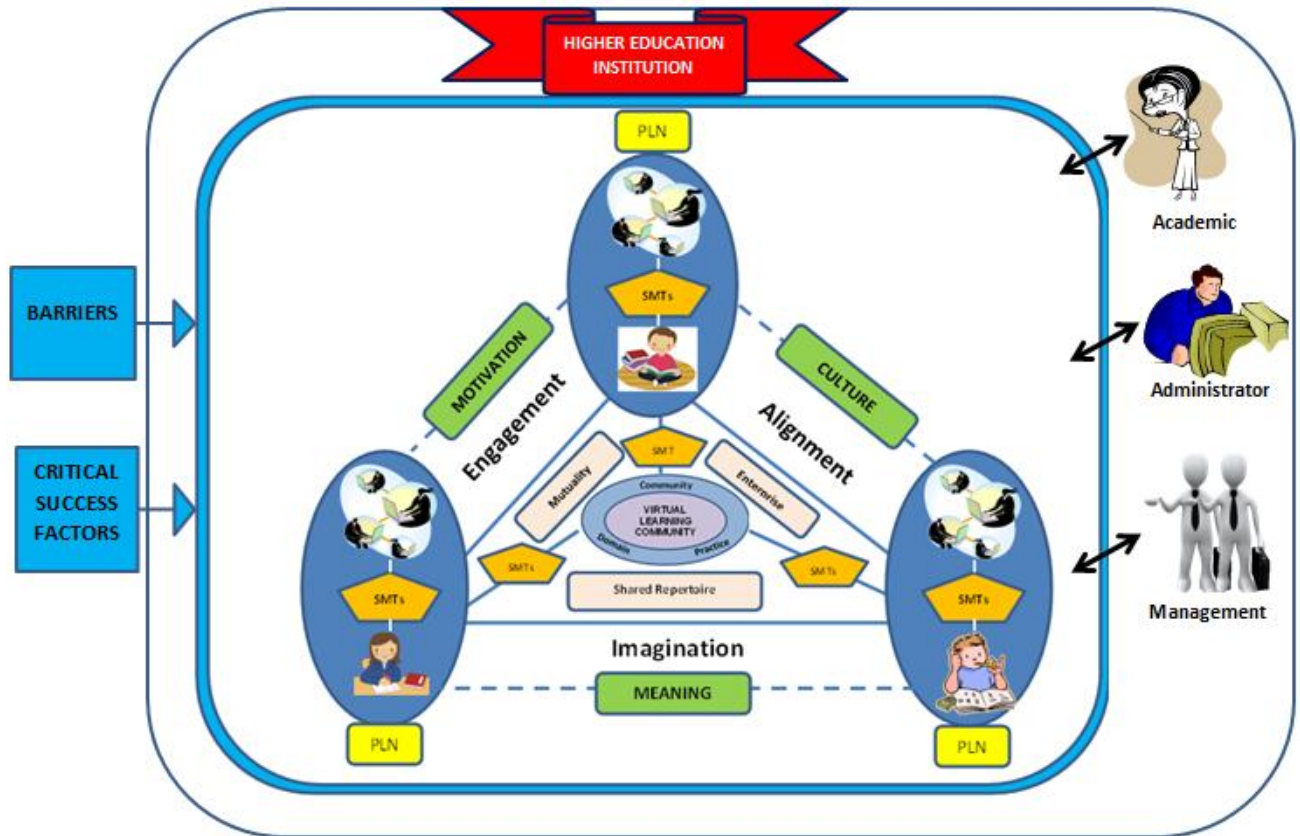 HIGHER EDUCATION
INSTITUTION
PLN
SMTs
Academic
BARRIERS
MOTIVATION
CULTURE
Administrator
Engagement
Alignment
SMT
CRITICAL
SUCCESS
FACTORS
Mutuality
Enterprise
Community
VIRTUAL
LEARNING
COMMUNITY
Domain
Practice
SMTs
SMTs
SMTs
Shared Repertoire
SMTs
Management
Imagination
MEANING
PLN
PLN